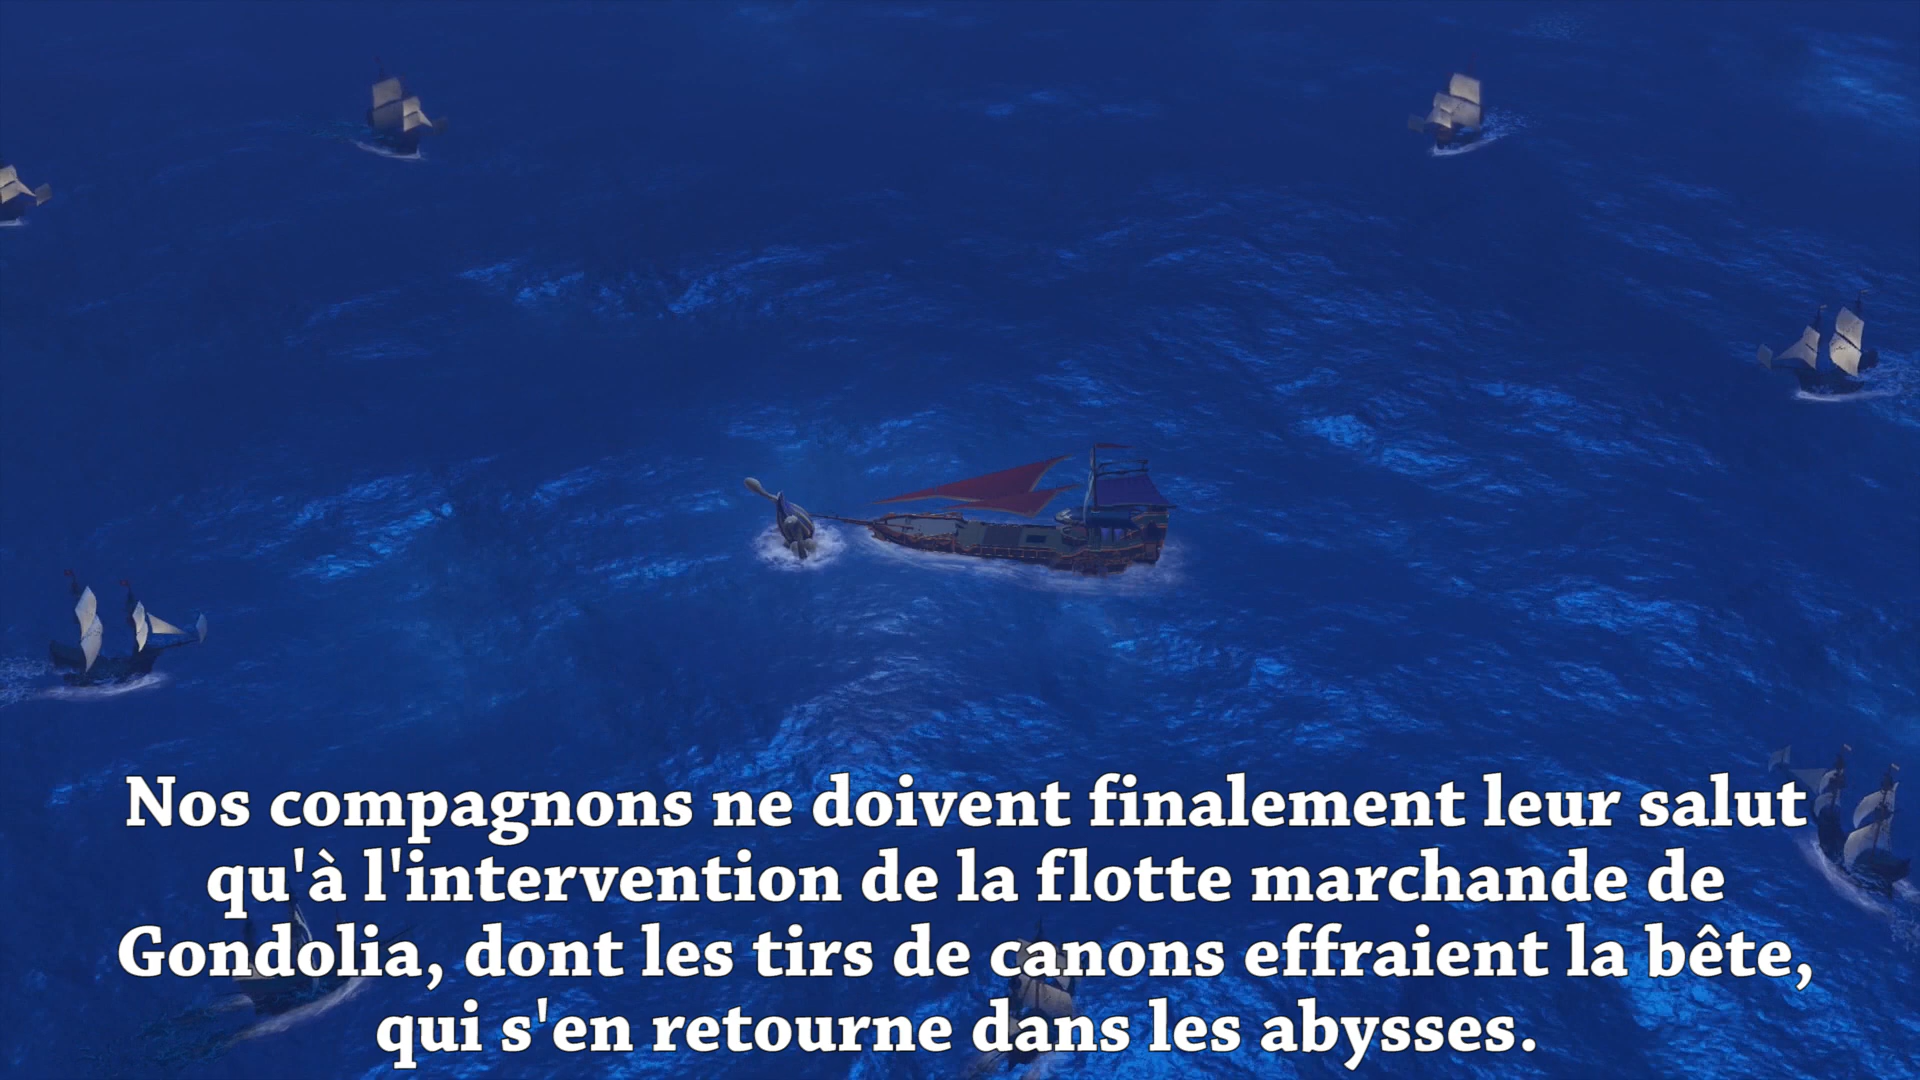 Nos compagnons ne doivent finalement leur salut
qu'à l'intervention de la flotte marchande de
Gondolia, dont les tirs de canons effraient la bête,
qui s'en retourne dans les abysses.